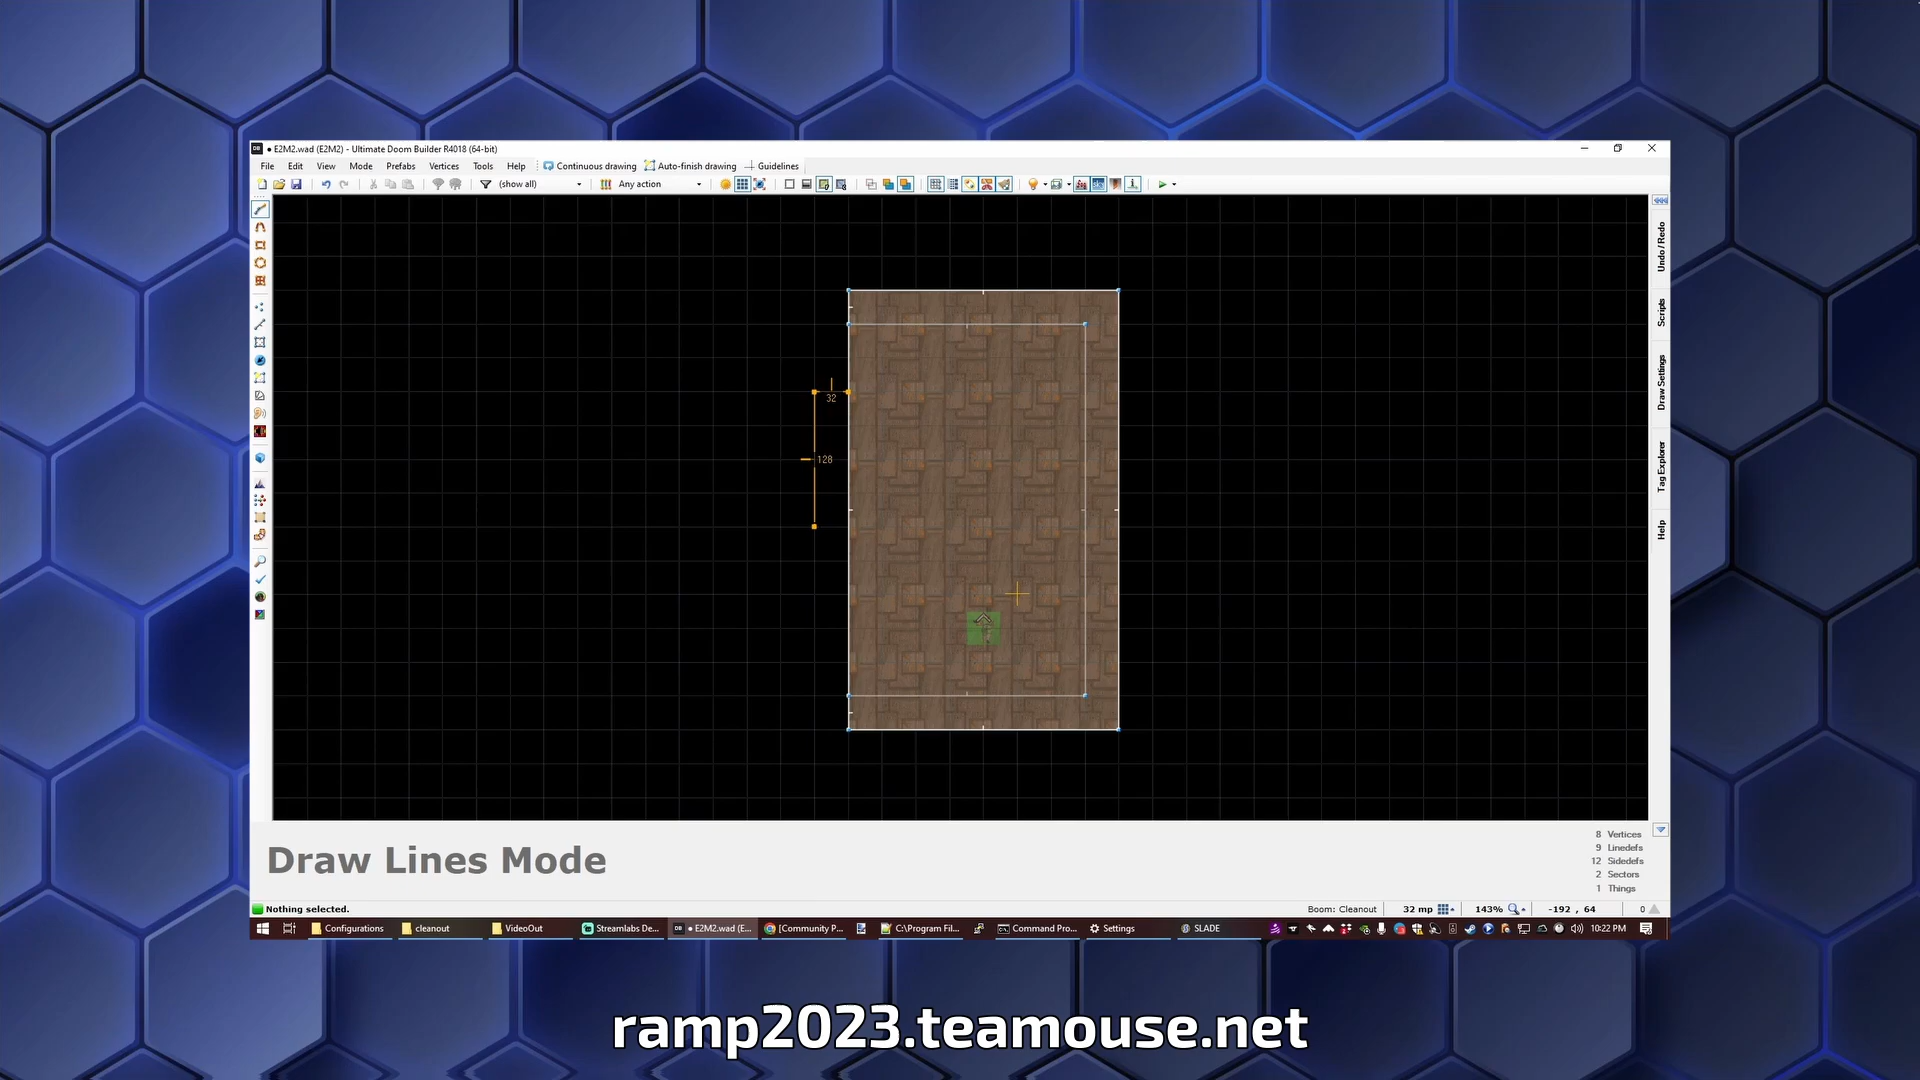 ● E2M2.wad (E2M2) - Ultimate Doom Builder R4018 (64-bit)
File Edit View Mode Prefabs Vertices Tools Help Continuous drawing Auto-finish drawing Guidelines
(show all) Any action
Undo / Redo
Scripts
Draw Settings
Tag Explorer
Help
32
128
Draw Lines Mode
8 Vertices
9 Linedefs
12 Sidedefs
2 Sectors
1 Things
Nothing selected.
Boom: Cleanout 32 mp 143% -192 , 64 0
Configurations cleanout VideoOut Streamlabs De... ● E2M2.wad (E... [Community P... C:\Program Fil... Command Pro... Settings SLADE 10:22 PM
ramp2023.teamouse.net